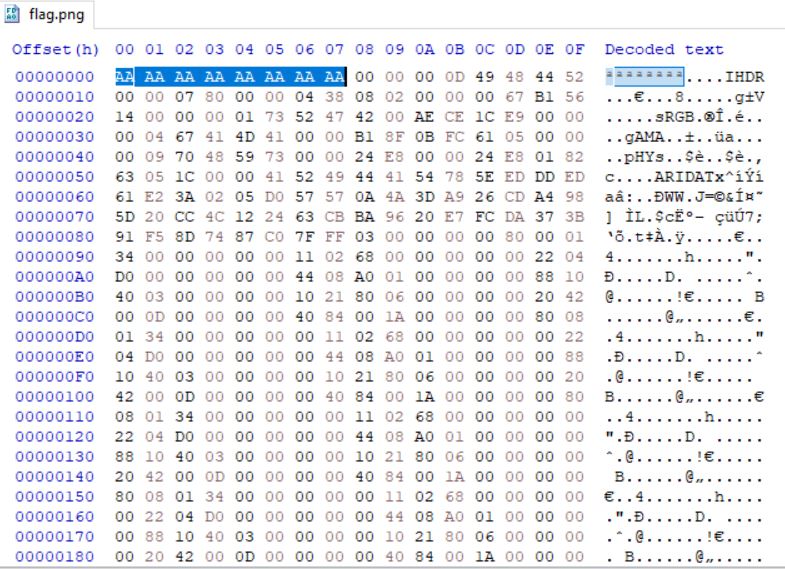 flag.png
Offset(h) 00 01 02 03 04 05 06 07 08 09 0A 0B 0C 0D 0E 0F Decoded text
00000000 AA AA AA AA AA AA AA AA 00 00 00 0D 49 48 44 52 ªªªªªªªª....IHDR
00000010 00 00 07 80 00 00 04 38 08 02 00 00 00 67 B1 56 ...€...8.....g±V
00000020 14 00 00 00 01 73 52 47 42 00 AE CE 1C E9 00 00 .....sRGB.®Î.é..
00000030 00 04 67 41 4D 41 00 00 B1 8F 0B FC 61 05 00 00 ..gAMA..±..üa...
00000040 00 09 70 48 59 73 00 00 24 E8 00 00 24 E8 01 82 ..pHYs..$è..$è.‚
00000050 63 05 1C 00 00 41 52 49 44 41 54 78 5E ED DD ED c....ARIDATx^íÝí
00000060 61 E2 3A 02 05 D0 57 57 0A 4A 3D A9 26 CD A4 98 aâ:..ÐWW.J=©&Í¤˜
00000070 5D 20 CC 4C 12 24 63 CB BA 96 20 E7 FC DA 37 3B ] ÌL.$cËº– çüÚ7;
00000080 91 F5 8D 74 87 C0 7F FF 03 00 00 00 00 80 00 01 ‘õ.t‡À.ÿ.....€..
00000090 34 00 00 00 00 11 02 68 00 00 00 00 00 00 22 04 4......h......".
000000A0 D0 00 00 00 00 00 44 08 A0 01 00 00 00 00 88 10 Ð.....D. .....ˆ.
000000B0 40 03 00 00 00 00 10 21 80 06 00 00 00 00 20 42 @......!€..... B
000000C0 00 0D 00 00 00 00 40 84 00 1A 00 00 00 00 80 08 ......@„......€.
000000D0 01 34 00 00 00 00 00 11 02 68 00 00 00 00 00 22 .4.......h....."
000000E0 04 D0 00 00 00 00 00 44 08 A0 01 00 00 00 00 88 .Ð.....D. .....ˆ
000000F0 10 40 03 00 00 00 00 10 21 80 06 00 00 00 00 20 .@......!€.....
00000100 42 00 0D 00 00 00 00 40 84 00 1A 00 00 00 00 80 B......@„......€
00000110 08 01 34 00 00 00 00 00 11 02 68 00 00 00 00 00 ..4.......h.....
00000120 22 04 D0 00 00 00 00 00 44 08 A0 01 00 00 00 00 ".Ð.....D. .....
00000130 88 10 40 03 00 00 00 00 10 21 80 06 00 00 00 00 ˆ.@......!€.....
00000140 20 42 00 0D 00 00 00 00 40 84 00 1A 00 00 00 00 B......@„......
00000150 80 08 01 34 00 00 00 00 00 11 02 68 00 00 00 00 €..4.......h....
00000160 00 22 04 D0 00 00 00 00 00 44 08 A0 01 00 00 00 .".Ð.....D. ....
00000170 00 88 10 40 03 00 00 00 00 10 21 80 06 00 00 00 .ˆ.@......!€....
00000180 00 20 42 00 0D 00 00 00 00 40 84 00 1A 00 00 00 . B......@„.....